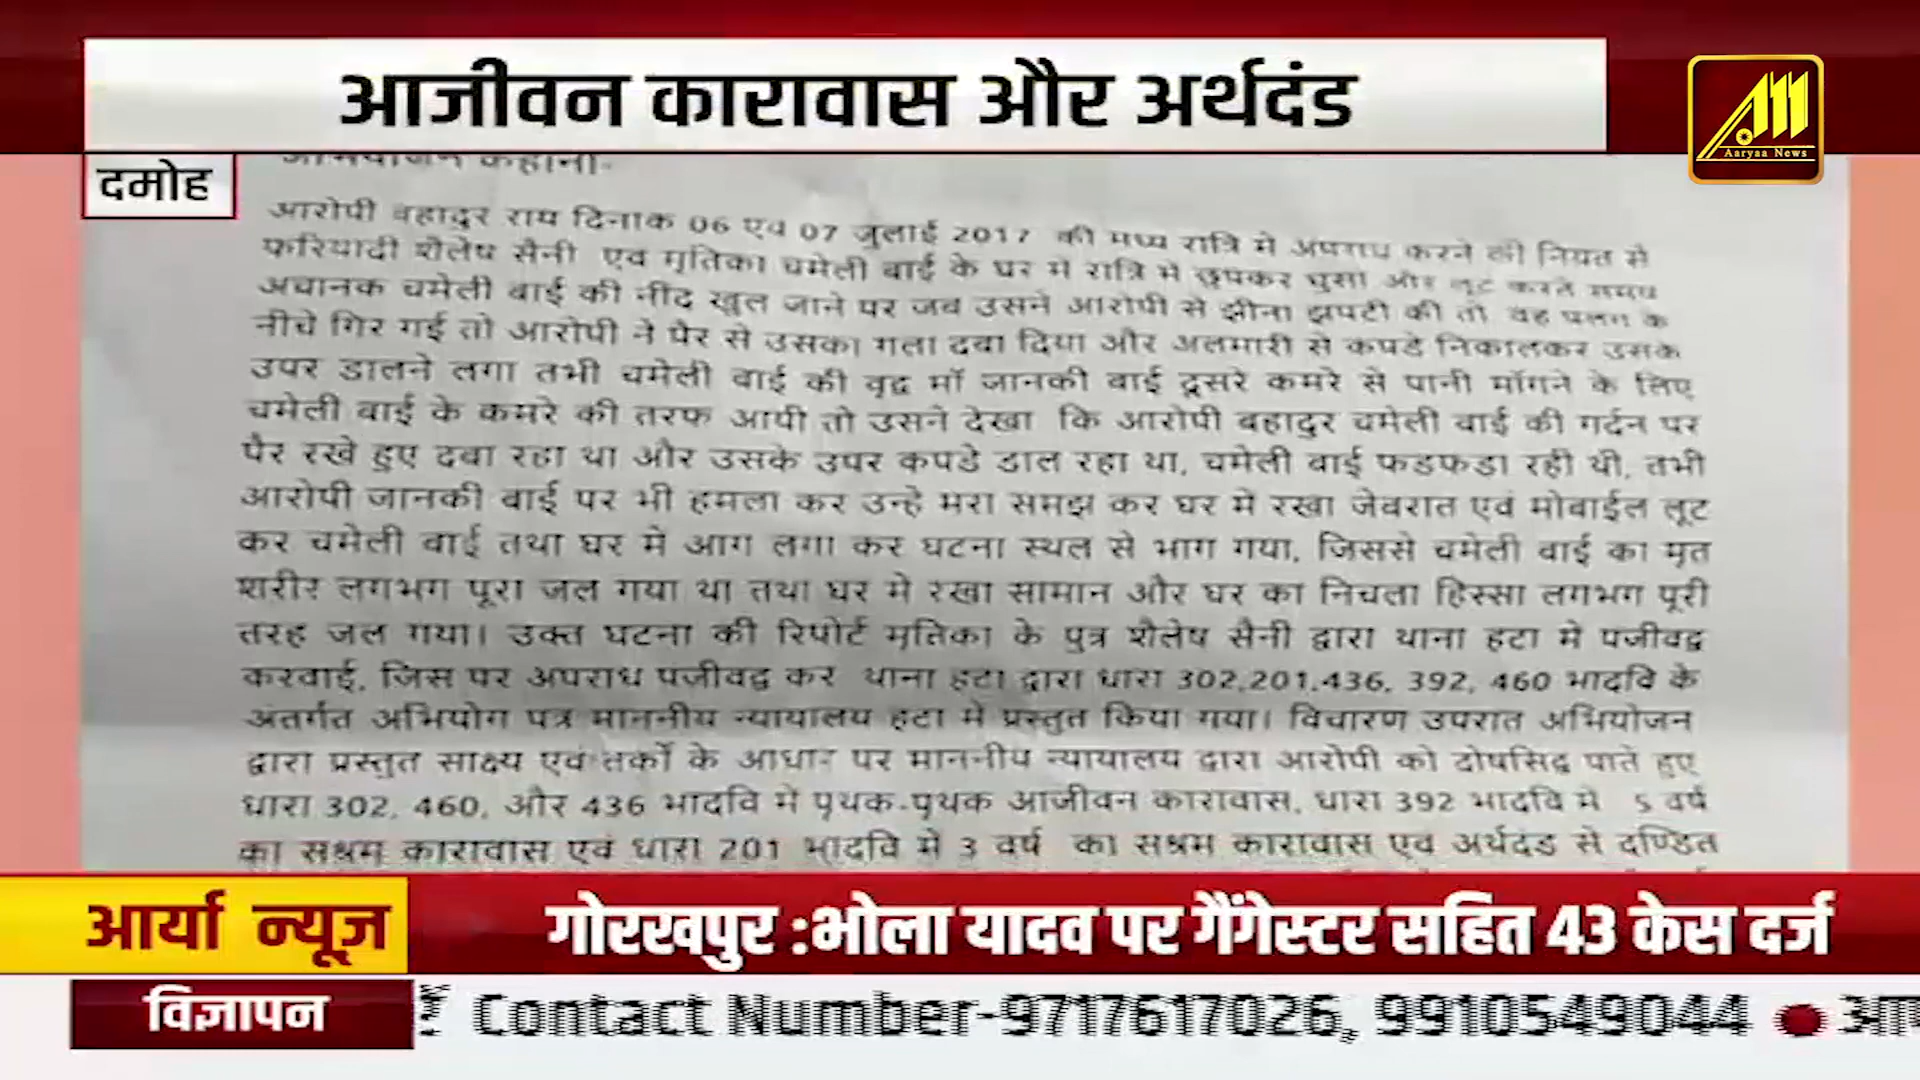 आजीवन कारावास और अर्थदंड
Aaryaa News
दमोह
आरोपी बहादुर राय दिनांक 06 एवं 07 जुलाई 2017 की मध्य रात्रि में अपराध करने की नियत से
फरियादी शैलेष सैनी एवं मृतिका चमेली बाई के घर में रात्रि में छुपकर घुसा और लूट करते समय
अचानक चमेली बाई की नींद खुल जाने पर जब उसने आरोपी से झीना झपटी की तो वह पलंग के
नीचे गिर गई तो आरोपी ने पैर से उसका गला दबा दिया और अलमारी से कपडे निकालकर उसके
उपर डालने लगा तभी चमेली बाई की वृद्ध मॉ जानकी बाई दूसरे कमरे से पानी मॉगने के लिए
चमेली बाई के कमरे की तरफ आयी तो उसने देखा कि आरोपी बहादुर चमेली बाई की गर्दन पर
पैर रखे हुए दबा रहा था और उसके उपर कपडे डाल रहा था, चमेली बाई फडफडा रही थी, तभी
आरोपी जानकी बाई पर भी हमला कर उन्हे मरा समझ कर घर में रखा जेवरात एवं मोबाईल लूट
कर चमेली बाई तथा घर में आग लगा कर घटना स्थल से भाग गया, जिससे चमेली बाई का मृत
शरीर लगभग पूरा जल गया था तथा घर मे रखा सामान और घर का निचला हिस्सा लगभग पूरी
तरह जल गया। उक्त घटना की रिपोर्ट मृतिका के पुत्र शैलेष सैनी द्वारा थाना हटा मे पंजीवद्व
करवाई, जिस पर अपराध पंजीवद्व कर थाना हटा द्वारा धारा 302,201,436, 392, 460 भादवि के
अंतर्गत अभियोग पत्र माननीय न्यायालय हटा में प्रस्तुत किया गया। विचारण उपरांत अभियोजन
द्वारा प्रस्तुत साक्ष्य एवं तर्को के आधार पर माननीय न्यायालय द्वारा आरोपी को दोषसिद्व पाते हुए
धारा 302, 460, और 436 भादवि में पृथक-पृथक आजीवन कारावास, धारा 392 भादवि में 5 वर्ष
का सश्रम कारावास एवं धारा 201 भादवि में 3 वर्ष का सश्रम कारावास एवं अर्थदंड से दण्डित
आर्या न्यूज़
गोरखपुर :भोला यादव पर गैंगेस्टर सहित 43 केस दर्ज
विज्ञापन
Contact Number-9717617026, 9910549044